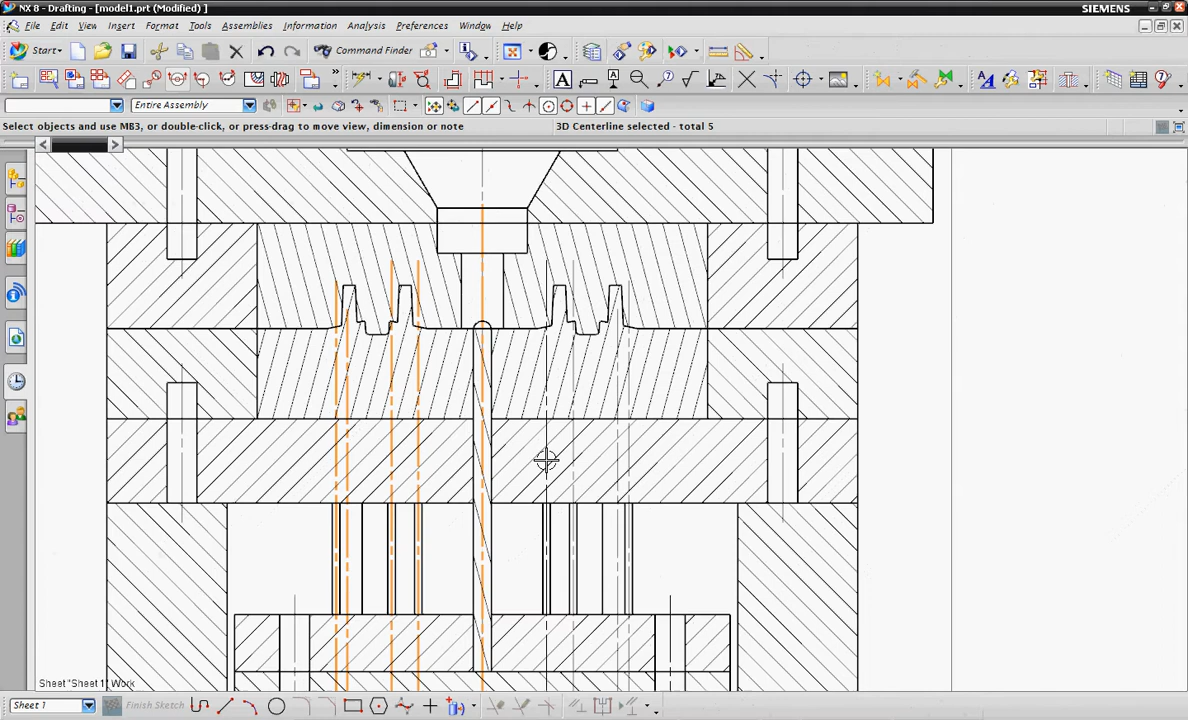 NX 8 - Drafting - [model1.prt (Modified)]
SIEMENS
File Edit View Insert Format Tools Assemblies Information Analysis Preferences Window Help
Start
Command Finder
Entire Assembly
Select objects and use MB3, or double-click, or press-drag to move view, dimension or note
3D Centerline selected - total 5
Sheet "Sheet 1" Work
Sheet 1
Finish Sketch